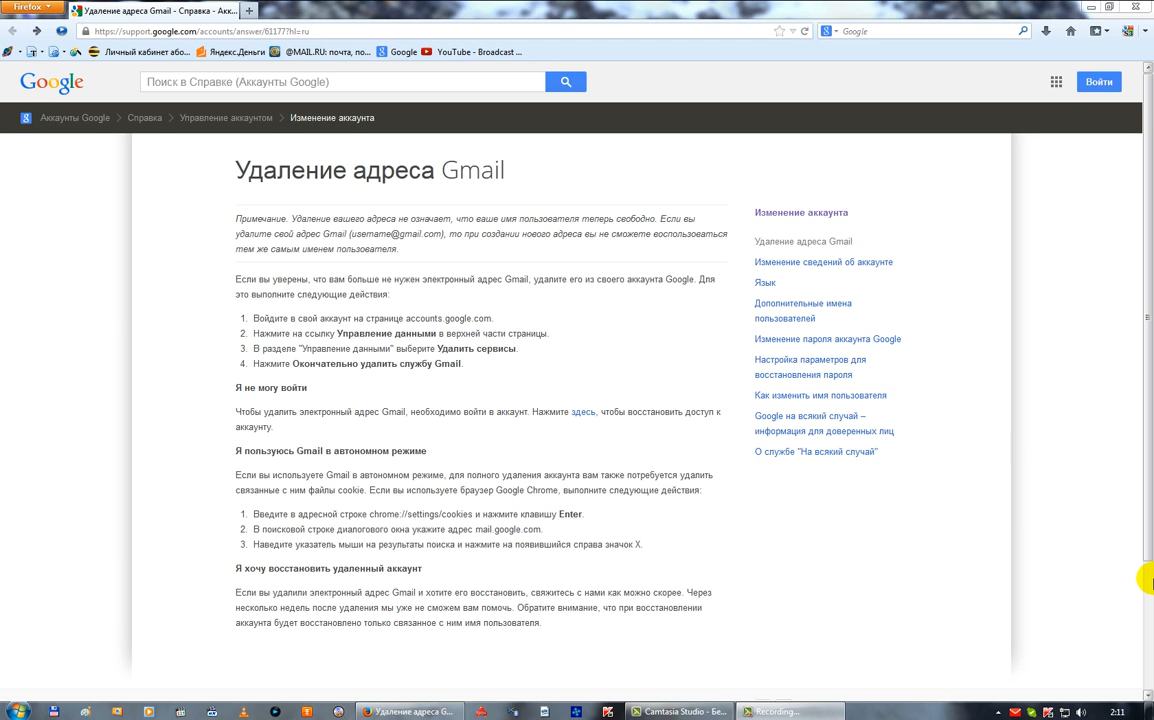 Firefox
Удаление адреса Gmail - Справка - Акк...
https://support.google.com/accounts/answer/61177?hl=ru
Google
Личный кабинет або...
Яндекс.Деньги
@MAIL.RU: почта, по...
Google
YouTube - Broadcast ...
Google
Поиск в Справке (Аккаунты Google)
Войти
Аккаунты Google
Справка
Управление аккаунтом
Изменение аккаунта
Удаление адреса Gmail
Примечание. Удаление вашего адреса не означает, что ваше имя пользователя теперь свободно. Если вы
удалите свой адрес Gmail (username@gmail.com), то при создании нового адреса вы не сможете воспользоваться
тем же самым именем пользователя.
Если вы уверены, что вам больше не нужен электронный адрес Gmail, удалите его из своего аккаунта Google. Для
это выполните следующие действия:
1. Войдите в свой аккаунт на странице accounts.google.com.
2. Нажмите на ссылку Управление данными в верхней части страницы.
3. В разделе "Управление данными" выберите Удалить сервисы.
4. Нажмите Окончательно удалить службу Gmail.
Я не могу войти
Чтобы удалить электронный адрес Gmail, необходимо войти в аккаунт. Нажмите здесь, чтобы восстановить доступ к
аккаунту.
Я пользуюсь Gmail в автономном режиме
Если вы используете Gmail в автономном режиме, для полного удаления аккаунта вам также потребуется удалить
связанные с ним файлы cookie. Если вы используете браузер Google Chrome, выполните следующие действия:
1. Введите в адресной строке chrome://settings/cookies и нажмите клавишу Enter.
2. В поисковой строке диалогового окна укажите адрес mail.google.com.
3. Наведите указатель мыши на результаты поиска и нажмите на появившийся справа значок X.
Я хочу восстановить удаленный аккаунт
Если вы удалили электронный адрес Gmail и хотите его восстановить, свяжитесь с нами как можно скорее. Через
несколько недель после удаления мы уже не сможем вам помочь. Обратите внимание, что при восстановлении
аккаунта будет восстановлено только связанное с ним имя пользователя.
Изменение аккаунта
Удаление адреса Gmail
Изменение сведений об аккаунте
Язык
Дополнительные имена
пользователей
Изменение пароля аккаунта Google
Настройка параметров для
восстановления пароля
Как изменить имя пользователя
Google на всякий случай –
информация для доверенных лиц
О службе "На всякий случай"
Удаление адреса G...
Camtasia Studio - Бе...
Recording...
2:11